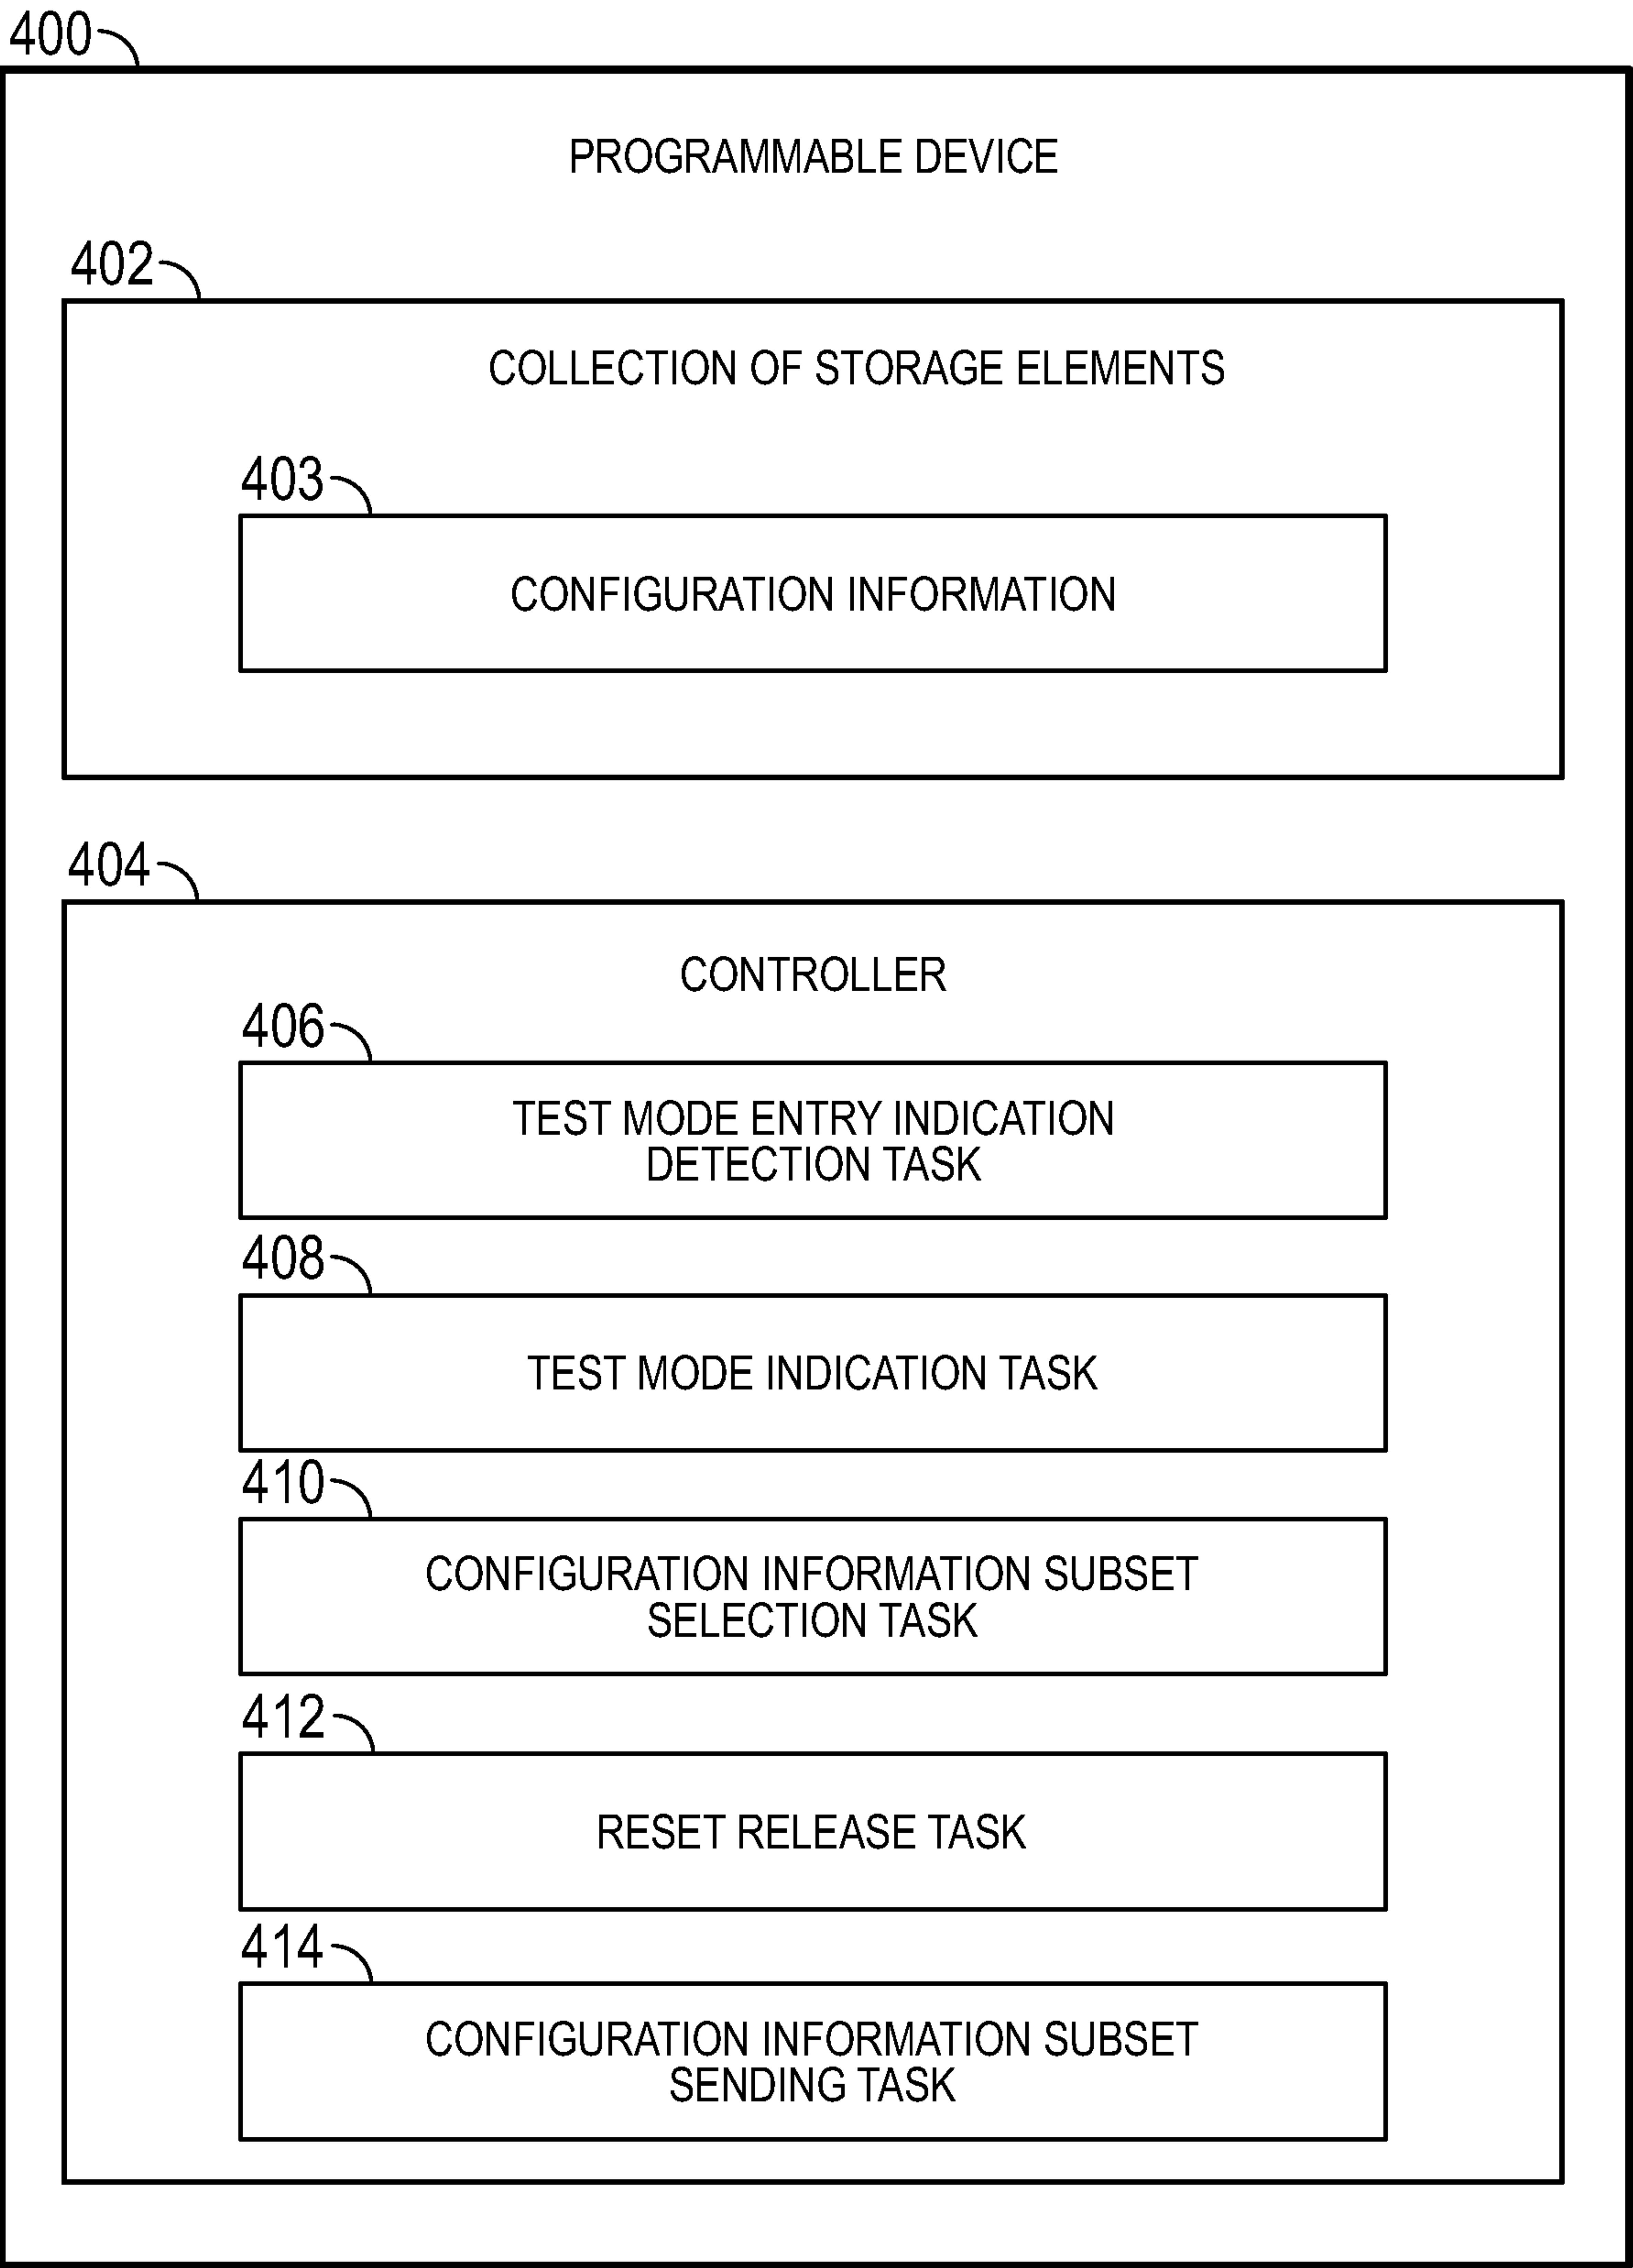 400
PROGRAMMABLE DEVICE
402
COLLECTION OF STORAGE ELEMENTS
403
CONFIGURATION INFORMATION
404
CONTROLLER
406
TEST MODE ENTRY INDICATION
DETECTION TASK
408
TEST MODE INDICATION TASK
410
CONFIGURATION INFORMATION SUBSET
SELECTION TASK
412
RESET RELEASE TASK
414
CONFIGURATION INFORMATION SUBSET
SENDING TASK